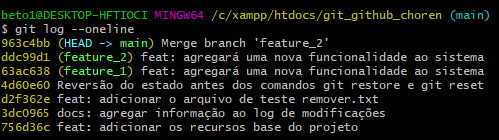 beto1@DESKTOP-HFTIOCI MINGW64 /c/xampp/htdocs/git_github_choren (main)
$ git log --oneline
963c4bb (HEAD -> main) Merge branch 'feature_2'
ddc99d1 (feature_2) feat: agregará uma nova funcionalidade ao sistema
63ac638 (feature_1) feat: agregará uma nova funcionalidade ao sistema
4d60e60 Reversão do estado antes dos comandos git restore e git reset
d2f362e feat: adicionar o arquivo de teste remover.txt
3dc0965 docs: agregar informação ao log de modificações
756d36c feat: adicionar os recursos base do projeto